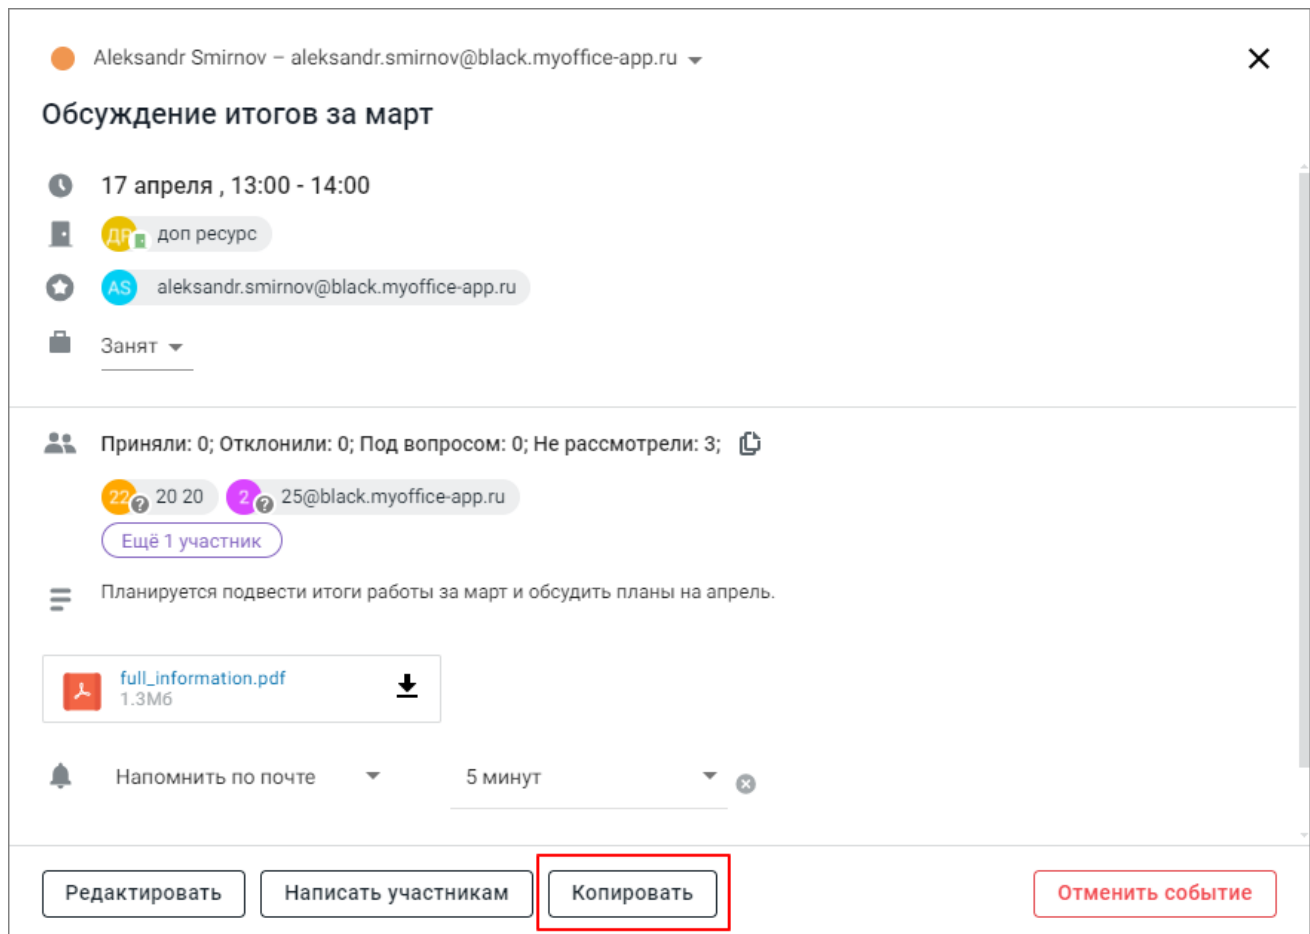 Aleksandr Smirnov – aleksandr.smirnov@black.myoffice-app.ru
Обсуждение итогов за март
17 апреля , 13:00 - 14:00
ДР доп ресурс
AS aleksandr.smirnov@black.myoffice-app.ru
Занят
Приняли: 0; Отклонили: 0; Под вопросом: 0; Не рассмотрели: 3;
22 ? 20 20 2 ? 25@black.myoffice-app.ru
Ещё 1 участник
Планируется подвести итоги работы за март и обсудить планы на апрель.
full_information.pdf
1.3Мб
Напомнить по почте 5 минут
Редактировать Написать участникам Копировать Отменить событие